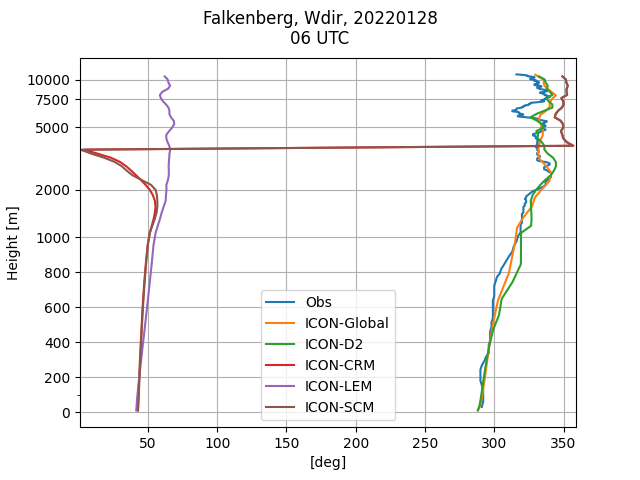 Falkenberg, Wdir, 20220128
06 UTC
Height [m]
10000
7500
5000
2000
1000
800
600
400
200
0
Obs
ICON-Global
ICON-D2
ICON-CRM
ICON-LEM
ICON-SCM
50 100 150 200 250 300 350
[deg]